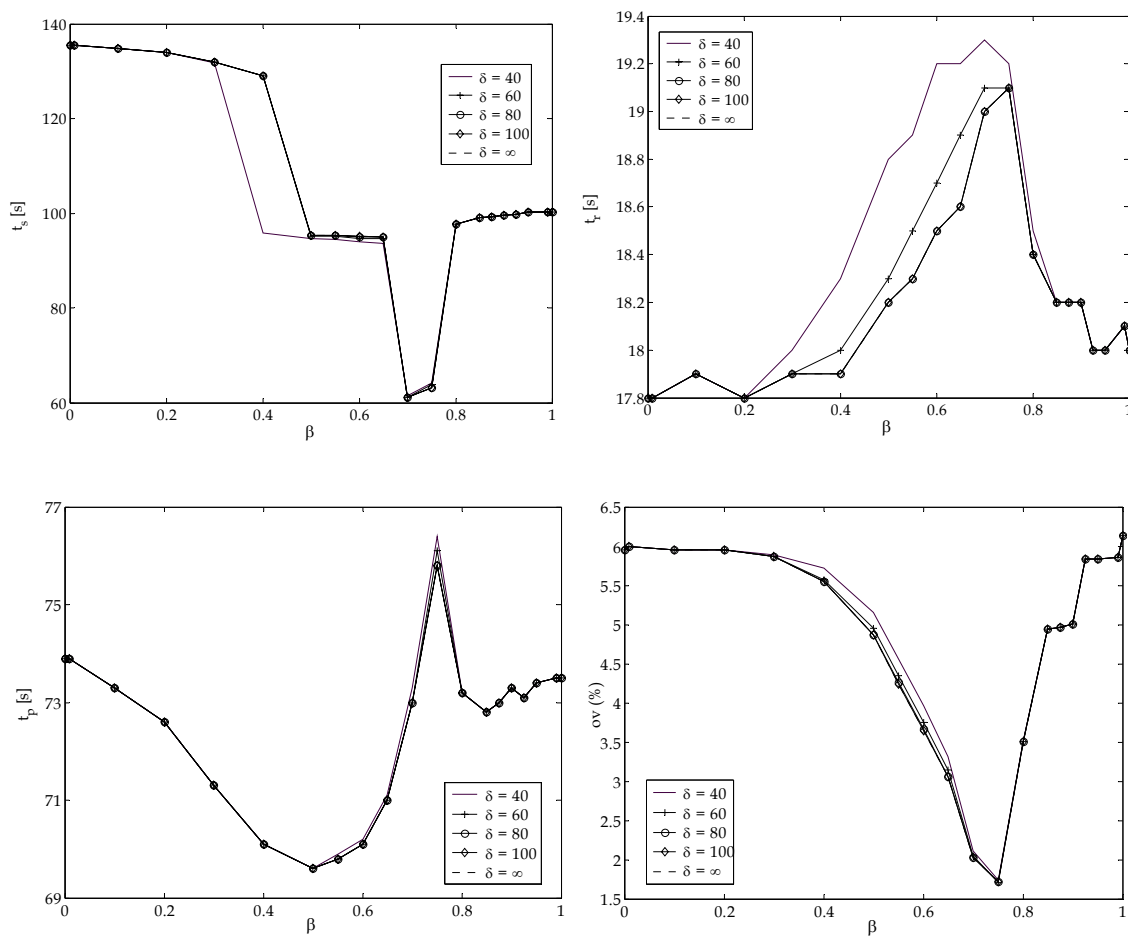 140
120
100
80
60
t_s [s]
0
0.2
0.4
0.6
0.8
1
β
δ = 40
δ = 60
δ = 80
δ = 100
δ = ∞
19.4
19.2
19
18.8
18.6
18.4
18.2
18
17.8
t_r [s]
0
0.2
0.4
0.6
0.8
1
β
δ = 40
δ = 60
δ = 80
δ = 100
δ = ∞
77
75
73
71
69
t_p [s]
0
0.2
0.4
0.6
0.8
1
β
δ = 40
δ = 60
δ = 80
δ = 100
δ = ∞
6.5
6
5.5
5
4.5
4
3.5
3
2.5
2
1.5
ov (%)
0
0.2
0.4
0.6
0.8
1
β
δ = 40
δ = 60
δ = 80
δ = 100
δ = ∞